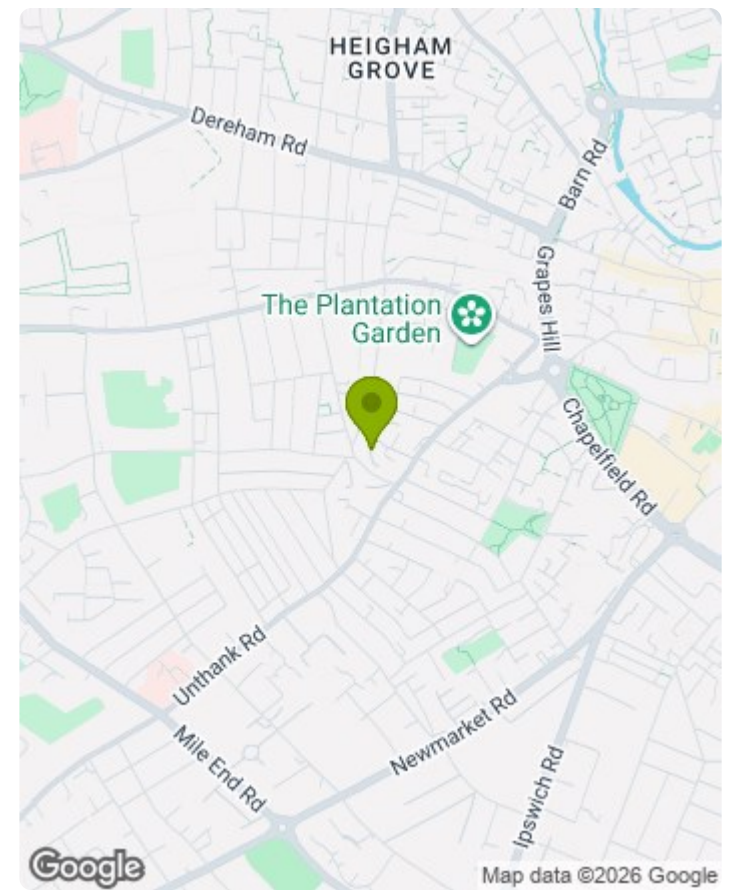 HEIGHAM
GROVE
Dereham Rd
Barn Rd
Grapes Hill
The Plantation
Garden
Chapelfield Rd
Unthank Rd
Mile End Rd
Newmarket Rd
Ipswich Rd
Google
Map data ©2026 Google